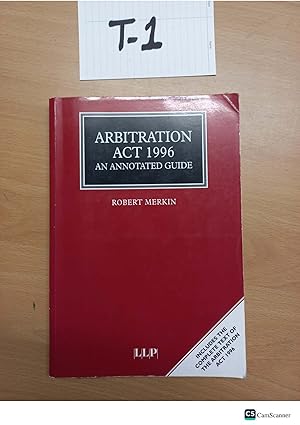 T-1
ARBITRATION
ACT 1996
AN ANNOTATED GUIDE
ROBERT MERKIN
INCLUDES THE
COMPLETE TEXT OF
THE ARBITRATION
ACT 1996
LLP
CS CamScanner